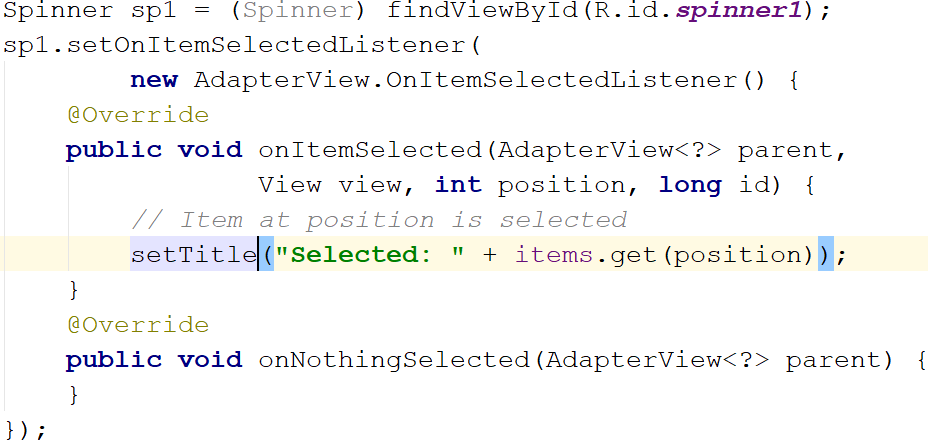 Spinner sp1 = (Spinner) findViewById(R.id.spinner1);
sp1.setOnItemSelectedListener(
        new AdapterView.OnItemSelectedListener() {
    @Override
    public void onItemSelected(AdapterView<?> parent,
                View view, int position, long id) {
        // Item at position is selected
        setTitle("Selected: " + items.get(position));
    }
    @Override
    public void onNothingSelected(AdapterView<?> parent) {
    }
});